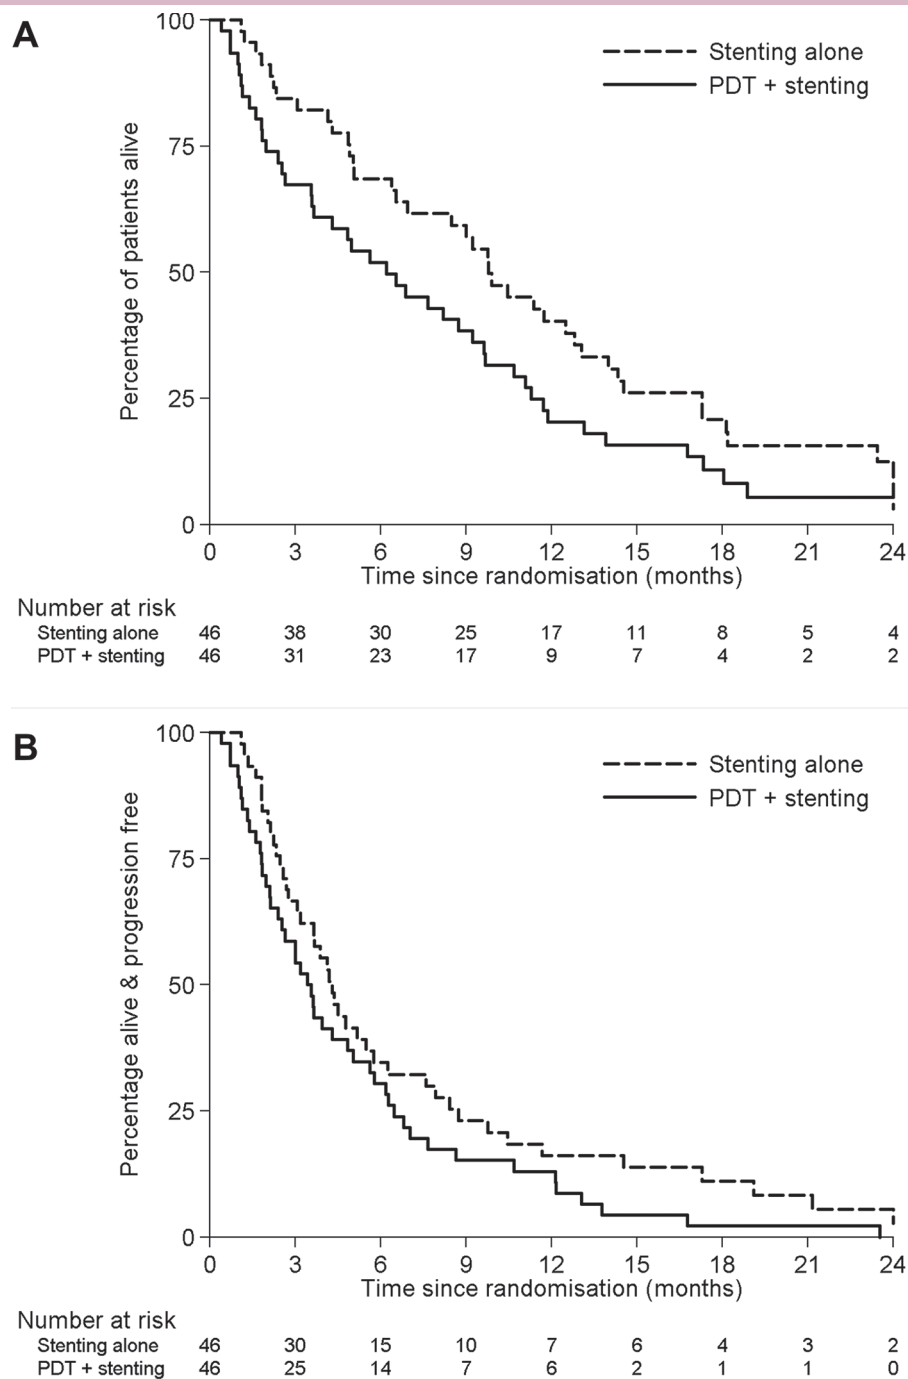 A
100
75
50
25
0
Percentage of patients alive
Stenting alone
PDT + stenting
0 3 6 9 12 15 18 21 24
Time since randomisation (months)
Number at risk
Stenting alone 46 38 30 25 17 11 8 5 4
PDT + stenting 46 31 23 17 9 7 4 2 2
B
100
75
50
25
0
Percentage alive & progression free
Stenting alone
PDT + stenting
0 3 6 9 12 15 18 21 24
Time since randomisation (months)
Number at risk
Stenting alone 46 30 15 10 7 6 4 3 2
PDT + stenting 46 25 14 7 6 2 1 1 0